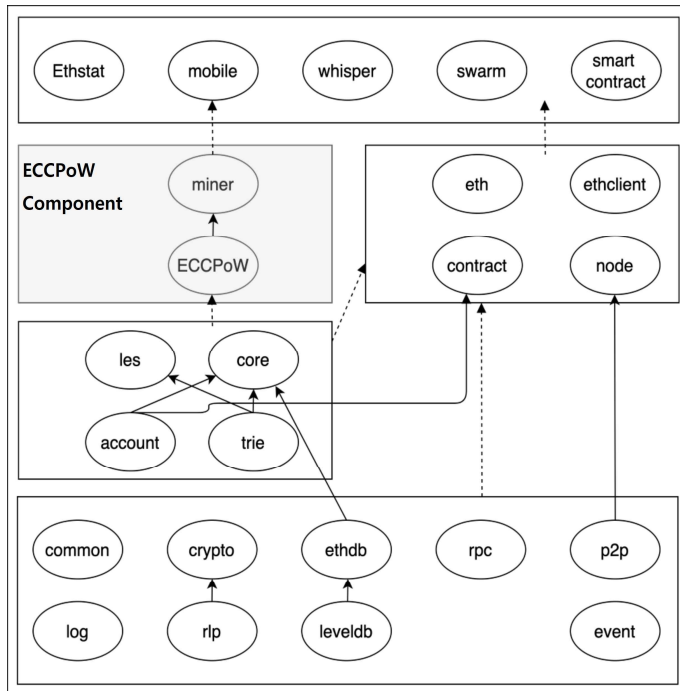 Ethstat
mobile
whisper
swarm
smart
contract
ECCPoW
Component
miner
ECCPoW
eth
ethclient
contract
node
les
core
account
trie
common
crypto
ethdb
rpc
p2p
log
rlp
leveldb
event